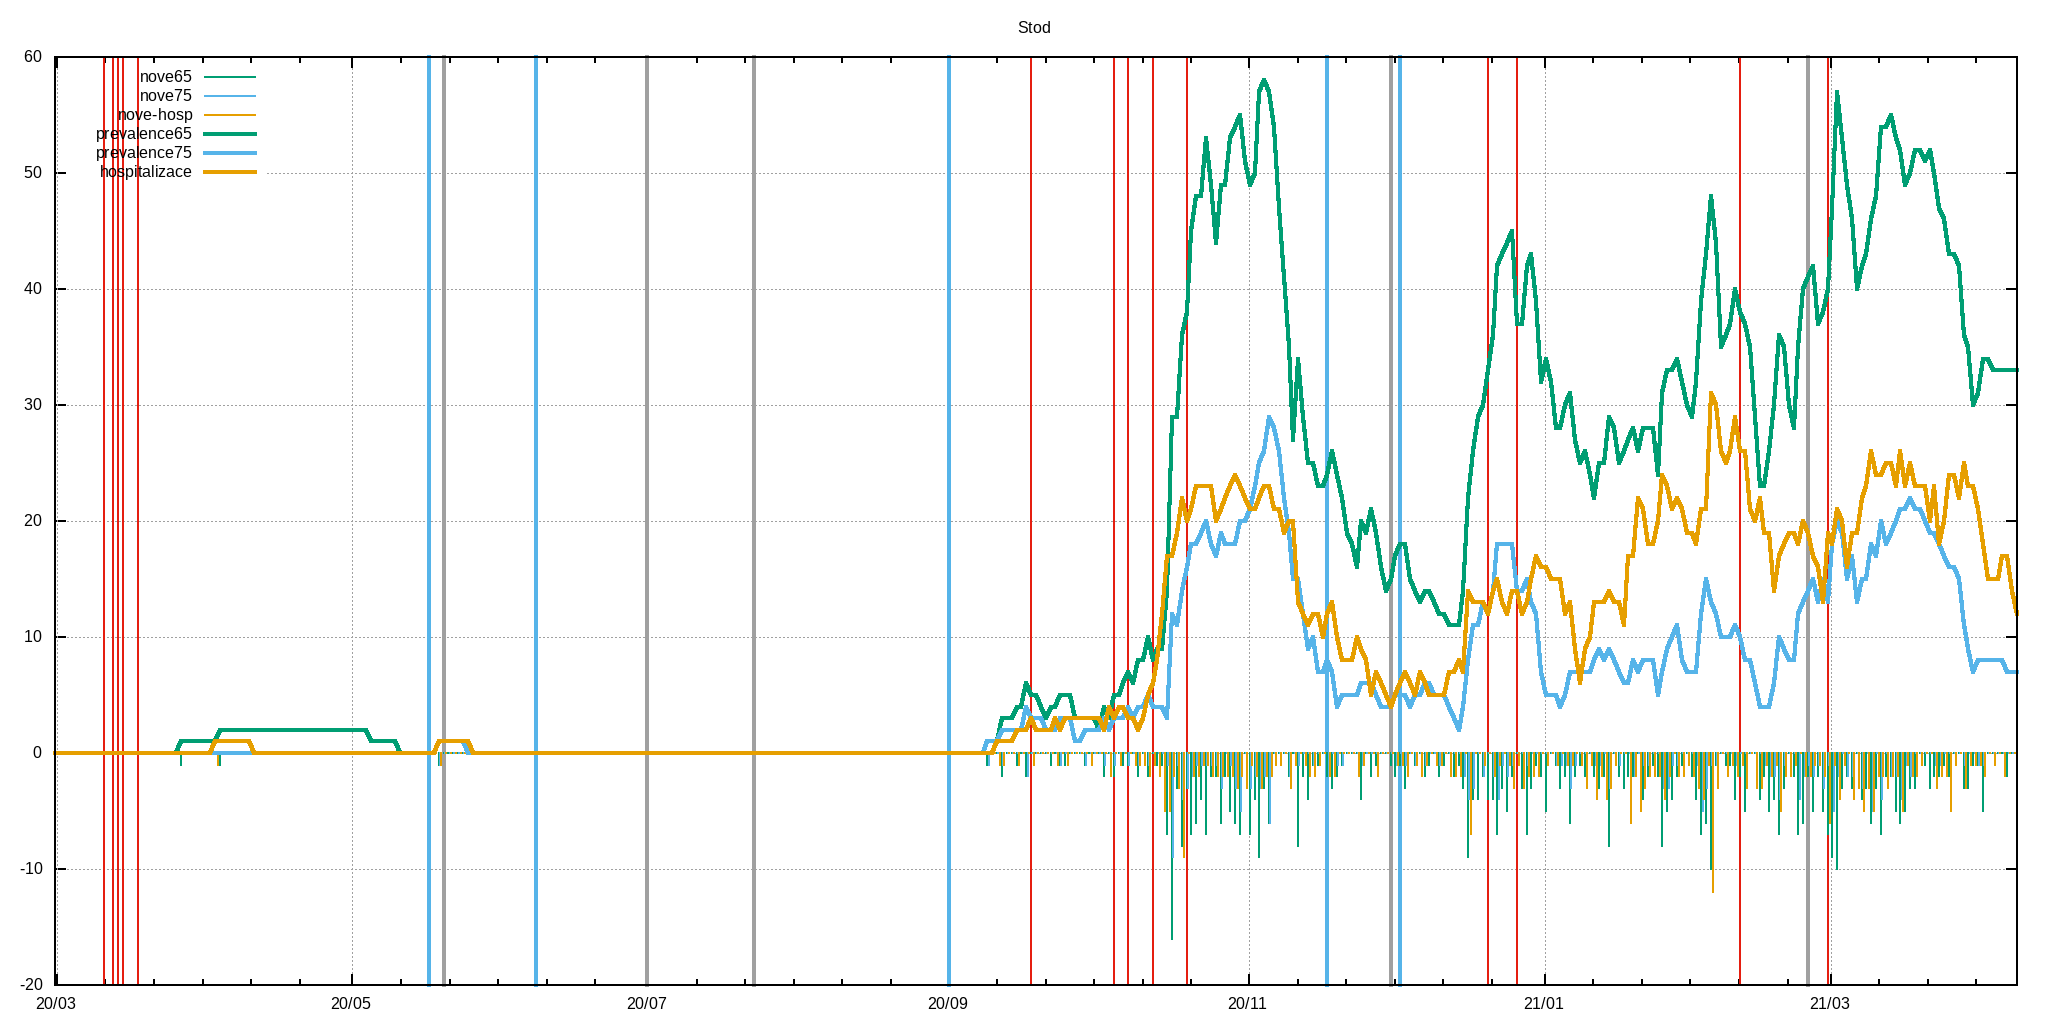 Stod
60
nove65
nove75
nove-hosp
prevalence65
prevalence75
hospitalizace
50
40
30
20
10
0
-10
-20
20/03 20/05 20/07 20/09 20/11 21/01 21/03